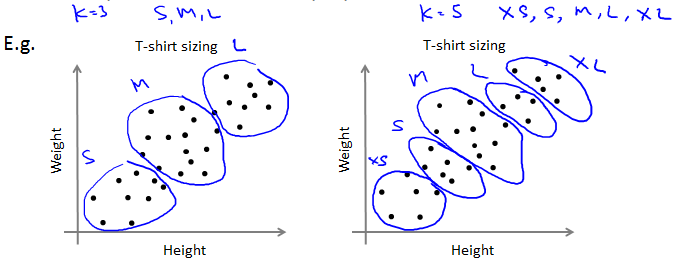 K=3 S, M, L
K=5 XS, S, M, L, XL
E.g.
T-shirt sizing
L
M
S
Weight
Height
T-shirt sizing
XL
L
M
S
XS
Weight
Height